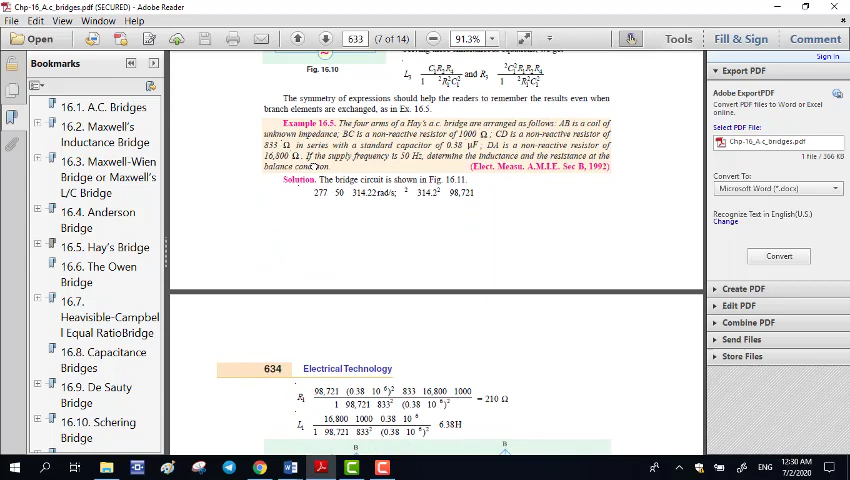 Chp-16_A.c_bridges.pdf (SECURED) - Adobe Reader
File Edit View Window Help
Open 633 (7 of 14) 91.3% Tools Fill & Sign Comment
Sign In
Bookmarks
16.1. A.C. Bridges
16.2. Maxwell's
Inductance Bridge
16.3. Maxwell-Wien
Bridge or Maxwell's
L/C Bridge
16.4. Anderson
Bridge
16.5. Hay's Bridge
16.6. The Owen
Bridge
16.7.
Heavisible-Campbel
l Equal RatioBridge
16.8. Capacitance
Bridges
16.9. De Sauty
Bridge
16.10. Schering
Bridge
Fig. 16.10
and
The symmetry of expressions should help the readers to remember the results even when
branch elements are exchanged, as in Ex. 16.5.
Example 16.5. The four arms of a Hay's a.c. bridge are arranged as follows: AB is a coil of
unknown impedance; BC is a non-reactive resistor of 1000 Ω; CD is a non-reactive resistor of
833 Ω in series with a standard capacitor of 0.38 μF; DA is a non-reactive resistor of
16,800 Ω. If the supply frequency is 50 Hz, determine the inductance and the resistance at the
balance condition. (Elect. Measu. A.M.I.E. Sec B, 1992)
Solution. The bridge circuit is shown in Fig. 16.11.
277 50 314.22 rad/s; 2 314.2² 98,721
634 Electrical Technology
98,721 (0.38 10 6)2 833 16,800 1000
R1 = 210 Ω
1 98,721 833² (0.38 10 6)2
16,800 1000 0.38 10 6
L1 6.38H
1 98,721 833² (0.38 10 6)2
B B
Export PDF
Adobe ExportPDF
Convert PDF files to Word or Excel
online.
Select PDF File:
Chp-16_A.c_bridges.pdf
1 file / 366 KB
Convert To:
Microsoft Word (*.docx)
Recognize Text in English(U.S.)
Change
Convert
Create PDF
Edit PDF
Combine PDF
Send Files
Store Files
ENG
12:30 AM
7/2/2020